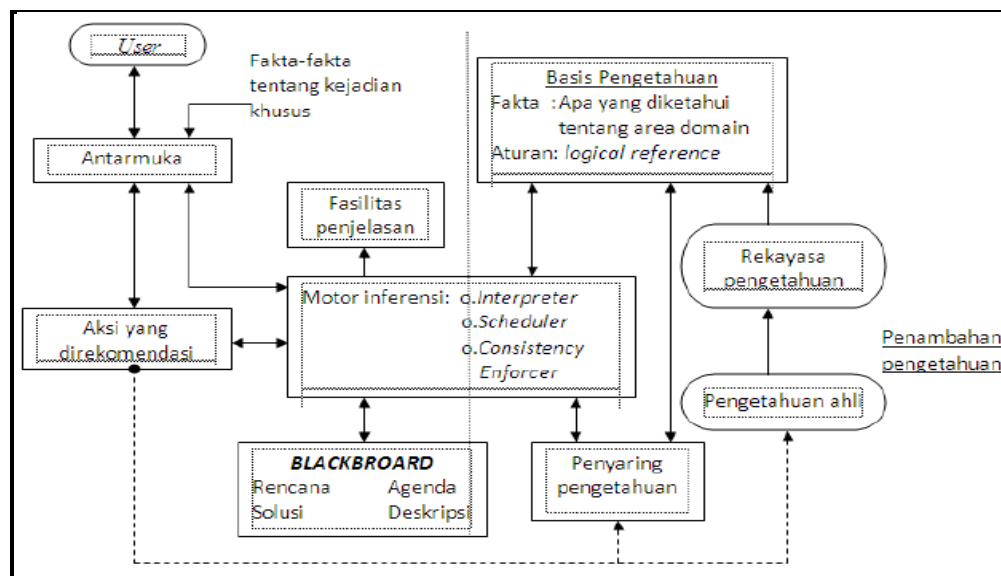 User
Fakta-fakta
tentang kejadian
khusus
Basis Pengetahuan
Fakta : Apa yang diketahui
tentang area domain
Aturan: logical reference
Antarmuka
Fasilitas
penjelasan
Rekayasa
pengetahuan
Motor inferensi: o.Interpreter
o.Scheduler
o.Consistency
Enforcer
Aksi yang
direkomendasi
Penambahan
pengetahuan
Pengetahuan ahli
BLACKBROARD
Rencana Agenda
Solusi Deskripsi
Penyaring
pengetahuan